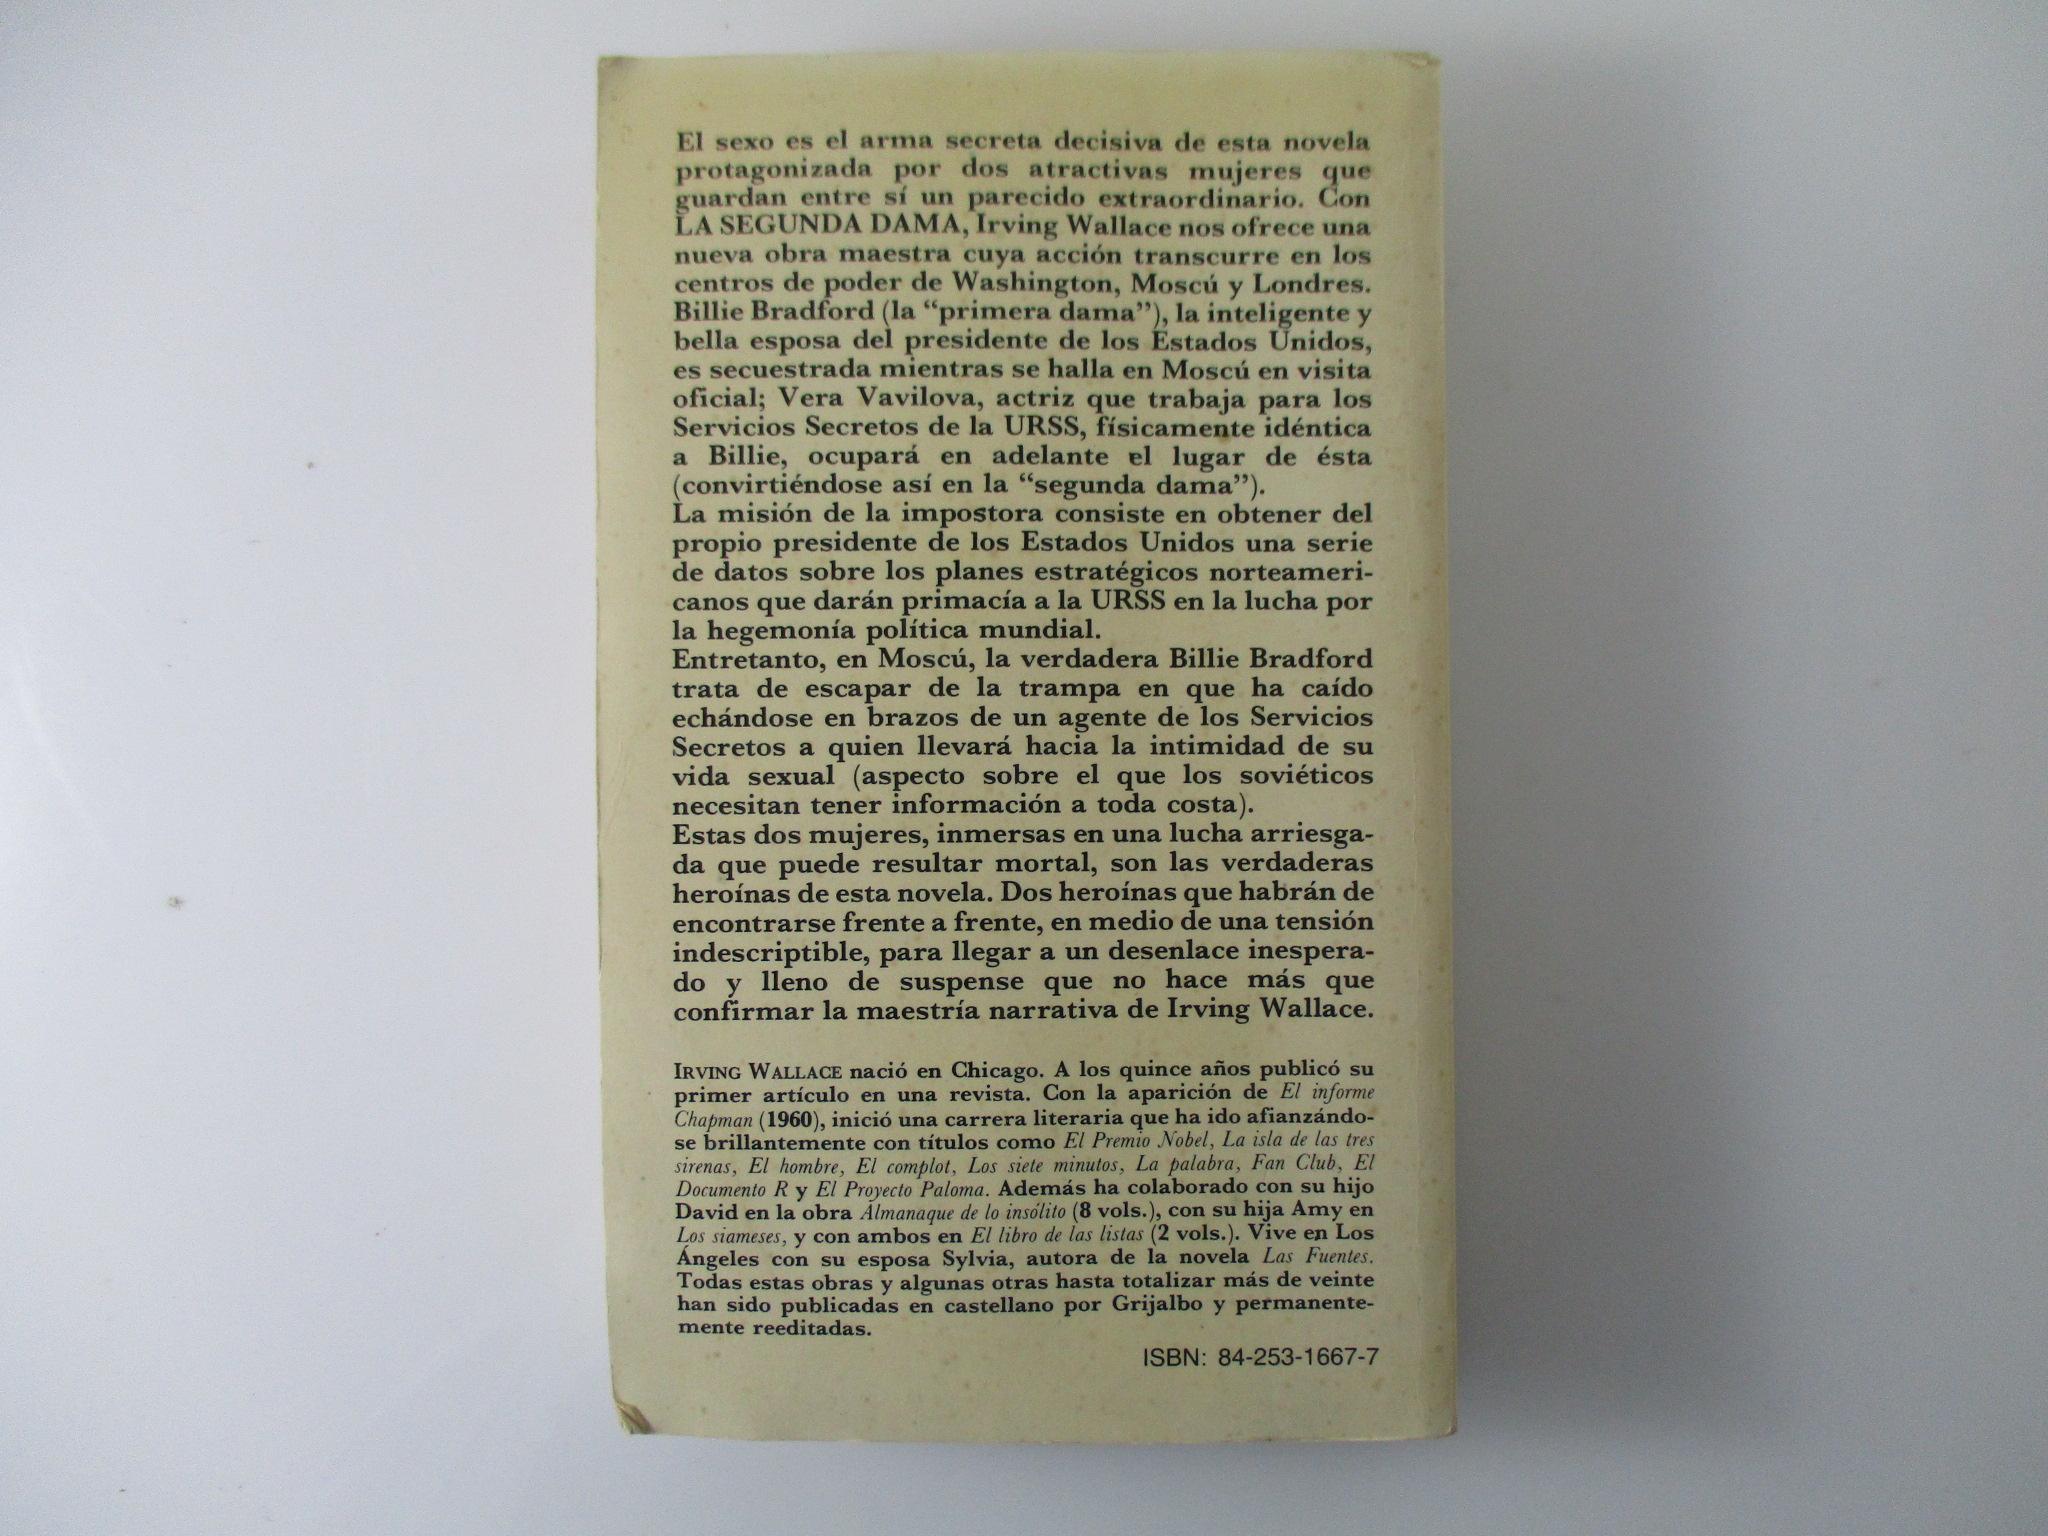 El sexo es el arma secreta decisiva de esta novela
protagonizada por dos atractivas mujeres que
guardan entre sí un parecido extraordinario. Con
LA SEGUNDA DAMA, Irving Wallace nos ofrece una
nueva obra maestra cuya acción transcurre en los
centros de poder de Washington, Moscú y Londres.
Billie Bradford (la “primera dama”), la inteligente y
bella esposa del presidente de los Estados Unidos,
es secuestrada mientras se halla en Moscú en visita
oficial; Vera Vavilova, actriz que trabaja para los
Servicios Secretos de la URSS, físicamente idéntica
a Billie, ocupará en adelante el lugar de ésta
(convirtiéndose así en la “segunda dama”).
La misión de la impostora consiste en obtener del
propio presidente de los Estados Unidos una serie
de datos sobre los planes estratégicos norteameri-
canos que darán primacía a la URSS en la lucha por
la hegemonía política mundial.
Entretanto, en Moscú, la verdadera Billie Bradford
trata de escapar de la trampa en que ha caído
echándose en brazos de un agente de los Servicios
Secretos a quien llevará hacia la intimidad de su
vida sexual (aspecto sobre el que los soviéticos
necesitan tener información a toda costa).
Estas dos mujeres, inmersas en una lucha arriesga-
da que puede resultar mortal, son las verdaderas
heroínas de esta novela. Dos heroínas que habrán de
encontrarse frente a frente, en medio de una tensión
indescriptible, para llegar a un desenlace inespera-
do y lleno de suspense que no hace más que
confirmar la maestría narrativa de Irving Wallace.
IRVING WALLACE nació en Chicago. A los quince años publicó su
primer artículo en una revista. Con la aparición de El informe
Chapman (1960), inició una carrera literaria que ha ido afianzándo-
se brillantemente con títulos como El Premio Nobel, La isla de las tres
sirenas, El hombre, El complot, Los siete minutos, La palabra, Fan Club, El
Documento R y El Proyecto Paloma. Además ha colaborado con su hijo
David en la obra Almanaque de lo insólito (8 vols.), con su hija Amy en
Los siameses, y con ambos en El libro de las listas (2 vols.). Vive en Los
Ángeles con su esposa Sylvia, autora de la novela Las Fuentes.
Todas estas obras y algunas otras hasta totalizar más de veinte
han sido publicadas en castellano por Grijalbo y permanente-
mente reeditadas.
ISBN: 84-253-1667-7